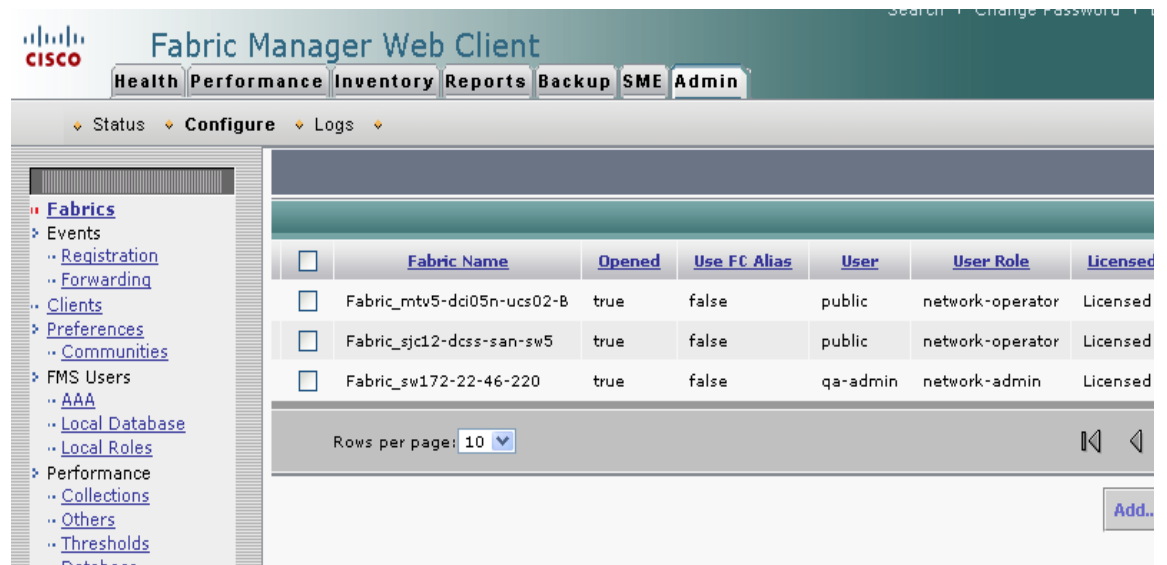 Search Change Password
CISCO
Fabric Manager Web Client
Health Performance Inventory Reports Backup SME Admin
Status Configure Logs
Fabrics
Events
Registration
Forwarding
Clients
Preferences
Communities
FMS Users
AAA
Local Database
Local Roles
Performance
Collections
Others
Thresholds
Database
Fabric Name Opened Use FC Alias User User Role Licensed
Fabric_mtv5-dci05n-ucs02-B true false public network-operator Licensed
Fabric_sjc12-dcss-san-sw5 true false public network-operator Licensed
Fabric_sw172-22-46-220 true false qa-admin network-admin Licensed
Rows per page: 10
Add..